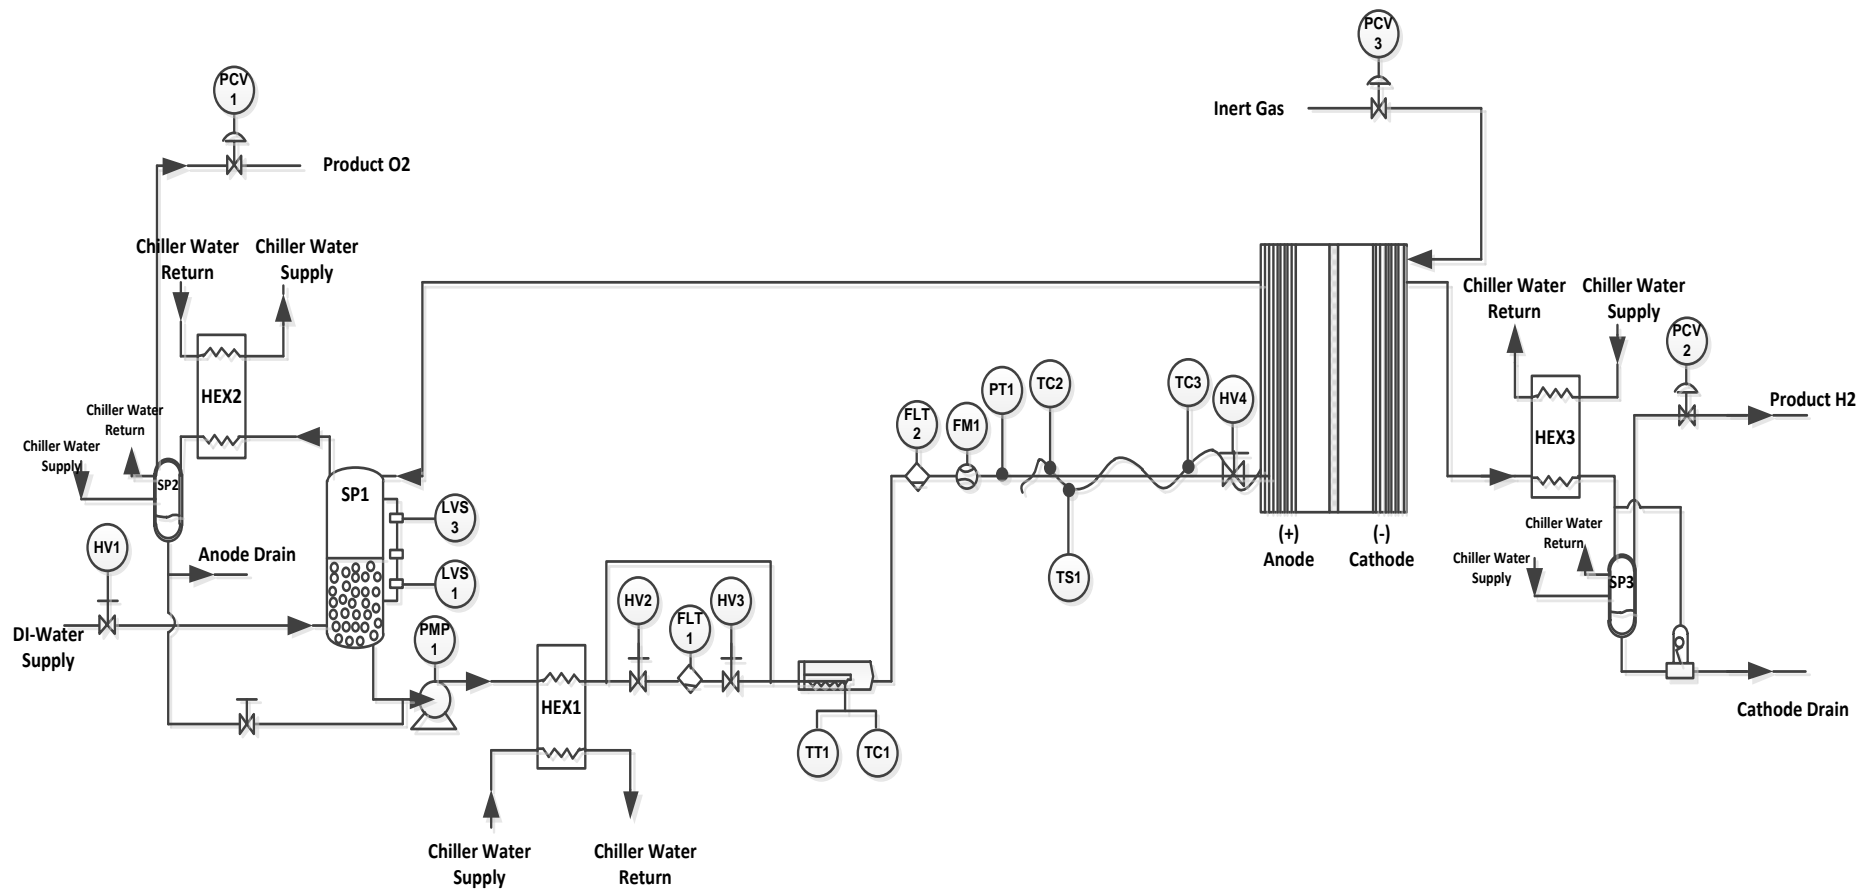 PCV
3
Inert Gas
PCV
1
Product O2
Chiller Water
Return
Chiller Water
Supply
HEX2
Chiller Water
Return
Chiller Water
Supply
SP2
HV1
Anode Drain
DI-Water
Supply
SP1
LVS
3
LVS
1
PMP
1
HEX1
Chiller Water
Supply
Chiller Water
Return
HV2
FLT
1
HV3
TT1
TC1
FLT
2
FM1
PT1
TC2
TS1
TC3
HV4
(+)
Anode
(-)
Cathode
Chiller Water
Return
Chiller Water
Supply
PCV
2
Product H2
HEX3
Chiller Water
Return
Chiller Water
Supply
SP3
Cathode Drain